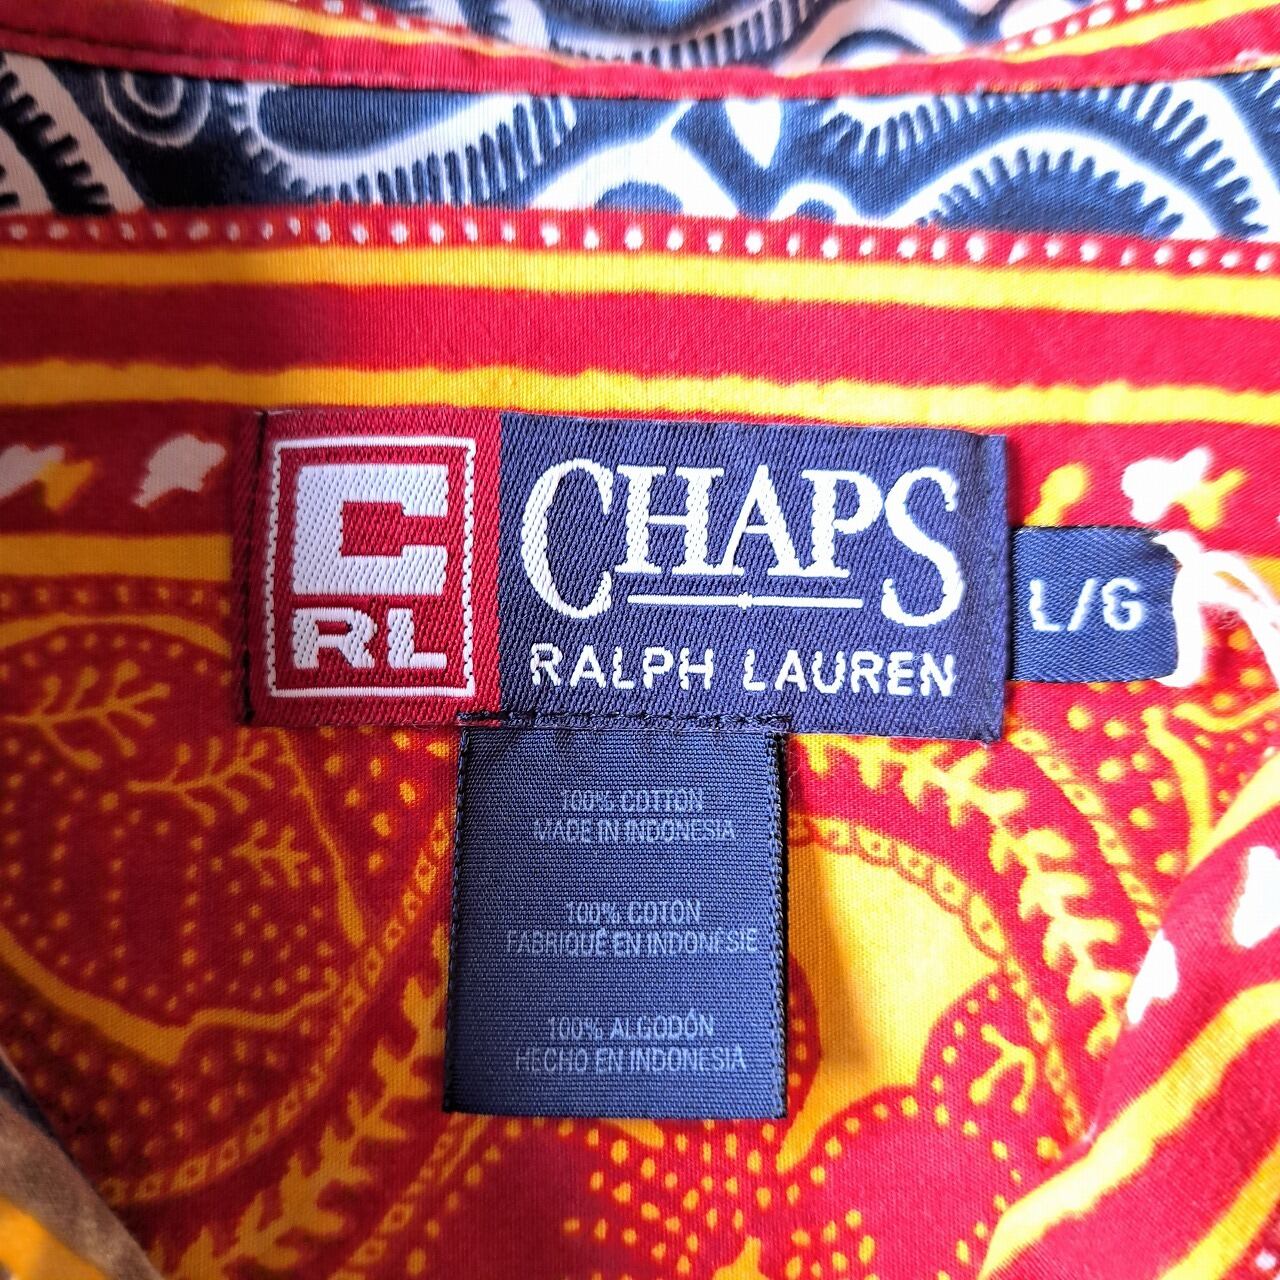 C
RL
CHAPS
RALPH LAUREN
L/G
100% COTTON
MADE IN INDONESIA
100% COTON
FABRIQUÉ EN INDONÉSIE
100% ALGODÓN
HECHO EN INDONESIA